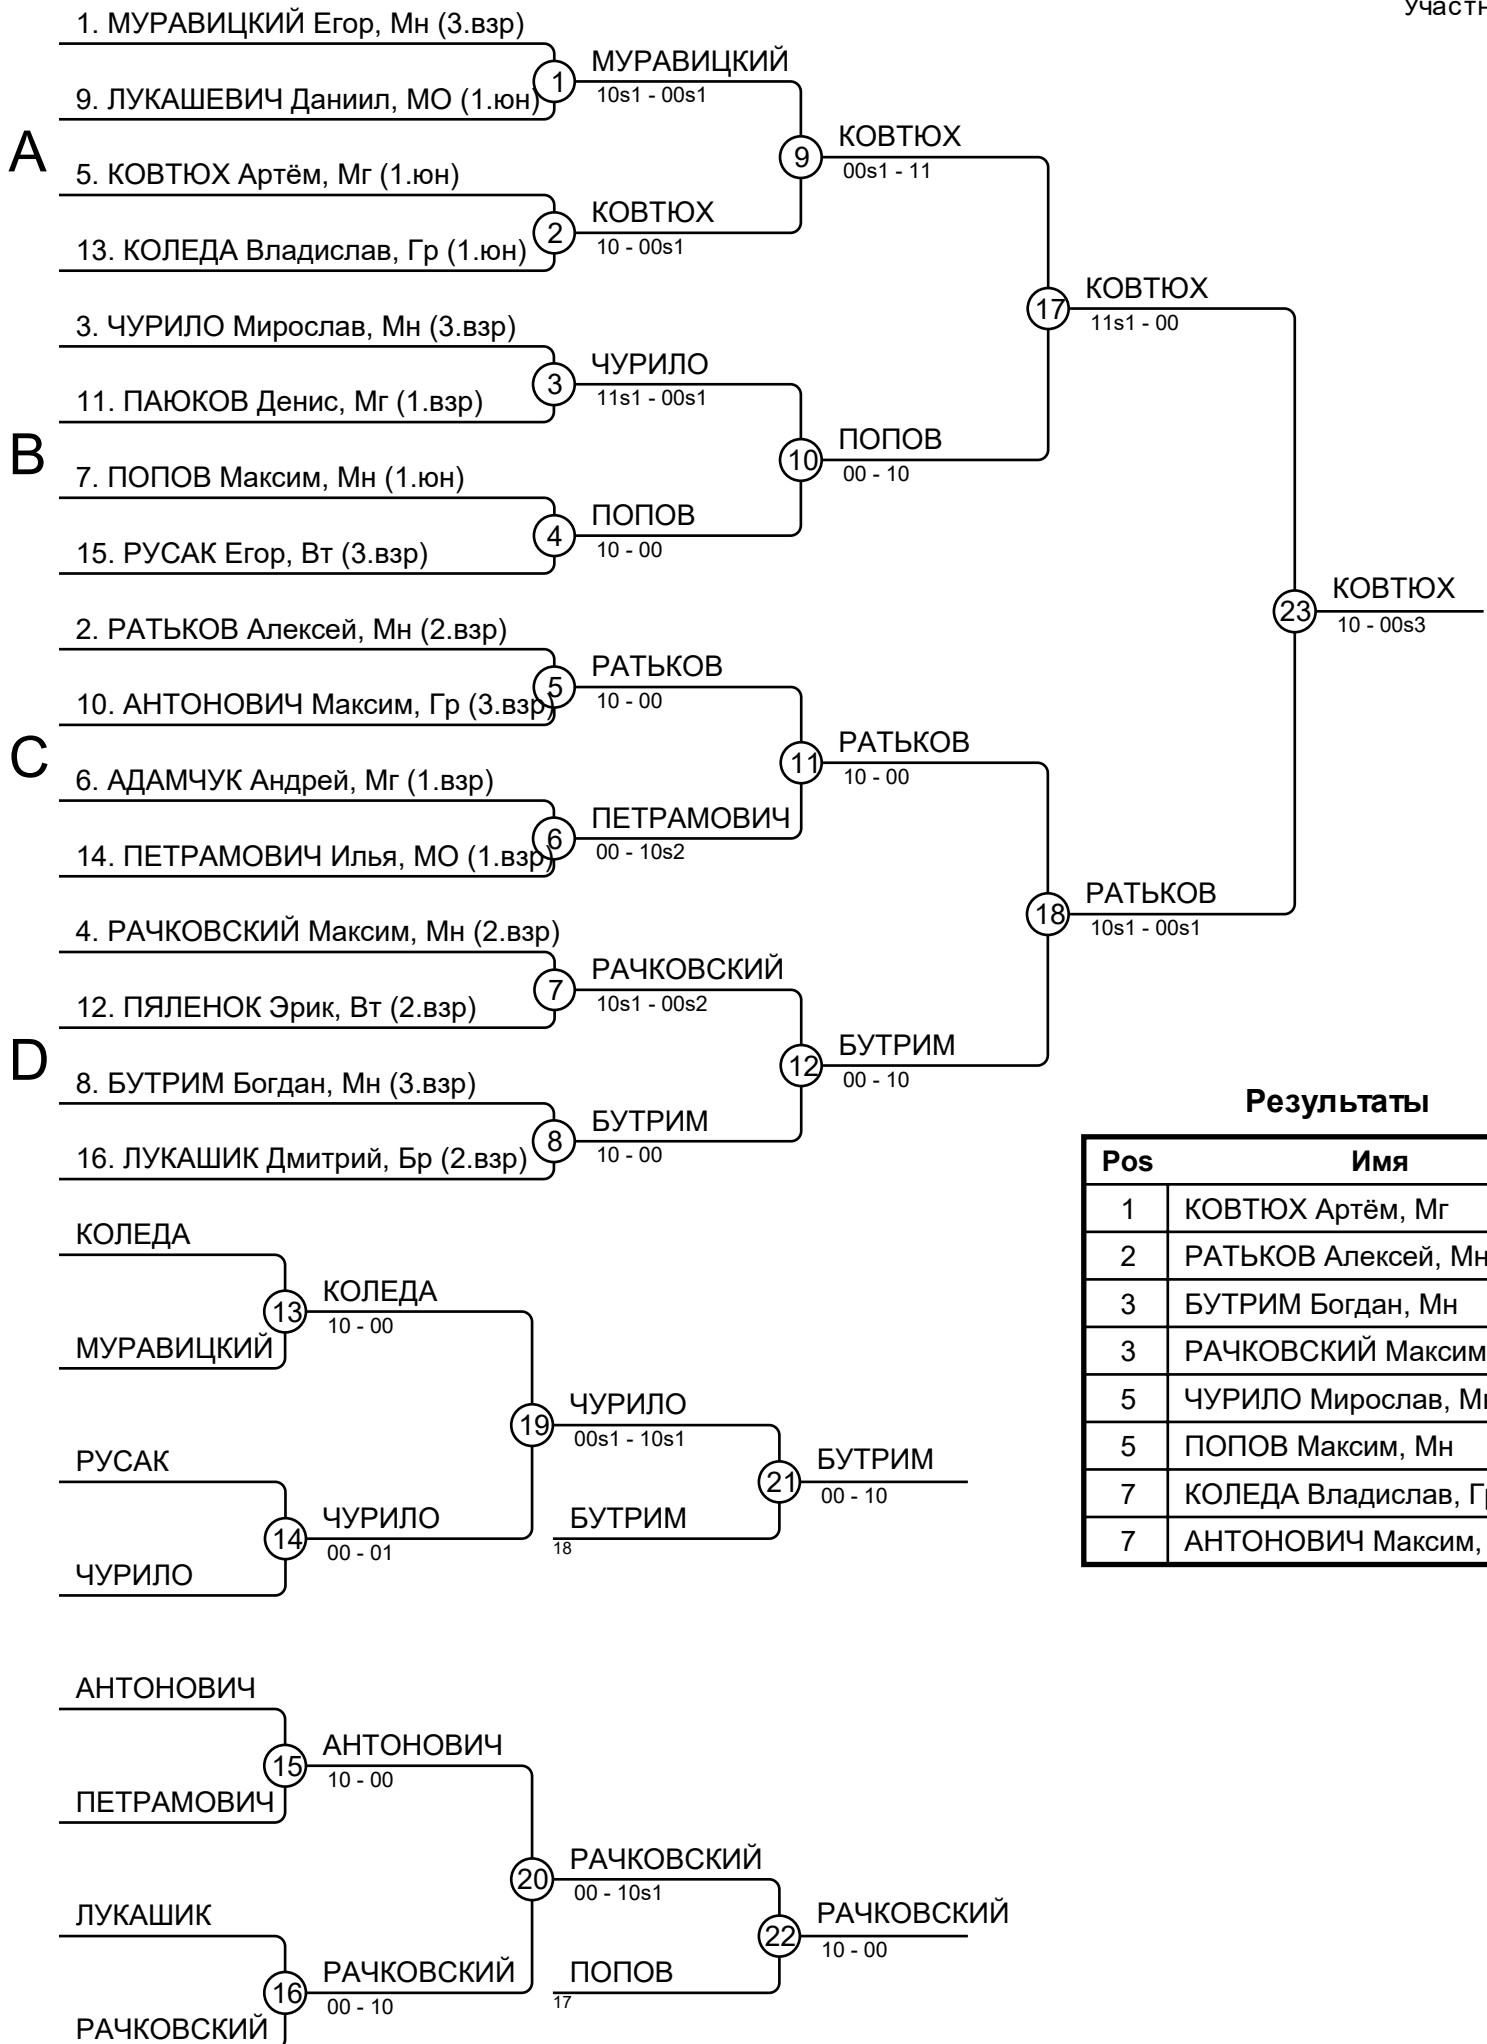 Участн
1. МУРАВИЦКИЙ Егор, Мн (3.взр)
9. ЛУКАШЕВИЧ Даниил, МО (1.юн)
1
МУРАВИЦКИЙ
10s1 - 00s1
A
5. КОВТЮХ Артём, Мг (1.юн)
13. КОЛЕДА Владислав, Гр (1.юн)
2
КОВТЮХ
10 - 00s1
9
КОВТЮХ
00s1 - 11
3. ЧУРИЛО Мирослав, Мн (3.взр)
11. ПАЮКОВ Денис, Мг (1.взр)
3
ЧУРИЛО
11s1 - 00s1
B
7. ПОПОВ Максим, Мн (1.юн)
15. РУСАК Егор, Вт (3.взр)
4
ПОПОВ
10 - 00
10
ПОПОВ
00 - 10
17
КОВТЮХ
11s1 - 00
2. РАТЬКОВ Алексей, Мн (2.взр)
10. АНТОНОВИЧ Максим, Гр (3.взр)
5
РАТЬКОВ
10 - 00
C
6. АДАМЧУК Андрей, Мг (1.взр)
14. ПЕТРАМОВИЧ Илья, МО (1.взр)
6
ПЕТРАМОВИЧ
00 - 10s2
11
РАТЬКОВ
10 - 00
4. РАЧКОВСКИЙ Максим, Мн (2.взр)
12. ПЯЛЕНОК Эрик, Вт (2.взр)
7
РАЧКОВСКИЙ
10s1 - 00s2
D
8. БУТРИМ Богдан, Мн (3.взр)
16. ЛУКАШИК Дмитрий, Бр (2.взр)
8
БУТРИМ
10 - 00
12
БУТРИМ
00 - 10
18
РАТЬКОВ
10s1 - 00s1
23
КОВТЮХ
10 - 00s3
КОЛЕДА
МУРАВИЦКИЙ
13
КОЛЕДА
10 - 00
РУСАК
ЧУРИЛО
14
ЧУРИЛО
00 - 01
19
ЧУРИЛО
00s1 - 10s1
БУТРИМ
18
21
БУТРИМ
00 - 10
АНТОНОВИЧ
ПЕТРАМОВИЧ
15
АНТОНОВИЧ
10 - 00
ЛУКАШИК
РАЧКОВСКИЙ
16
РАЧКОВСКИЙ
00 - 10
20
РАЧКОВСКИЙ
00 - 10s1
ПОПОВ
17
22
РАЧКОВСКИЙ
10 - 00
Результаты
Pos Имя
1 КОВТЮХ Артём, Мг
2 РАТЬКОВ Алексей, Мн
3 БУТРИМ Богдан, Мн
3 РАЧКОВСКИЙ Максим
5 ЧУРИЛО Мирослав, Мн
5 ПОПОВ Максим, Мн
7 КОЛЕДА Владислав, Гр
7 АНТОНОВИЧ Максим,